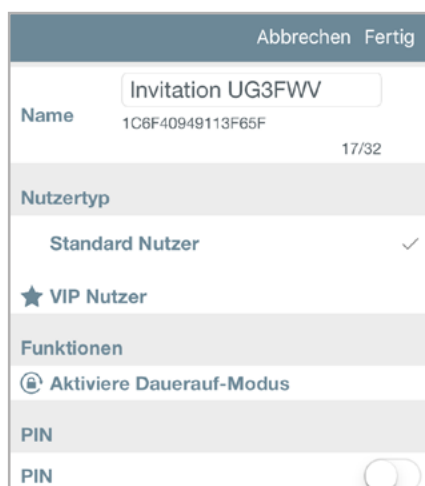 Abbrechen Fertig
Invitation UG3FWV
Name
1C6F40949113F65F
17/32
Nutzertyp
Standard Nutzer
VIP Nutzer
Funktionen
Aktiviere Dauerauf-Modus
PIN
PIN